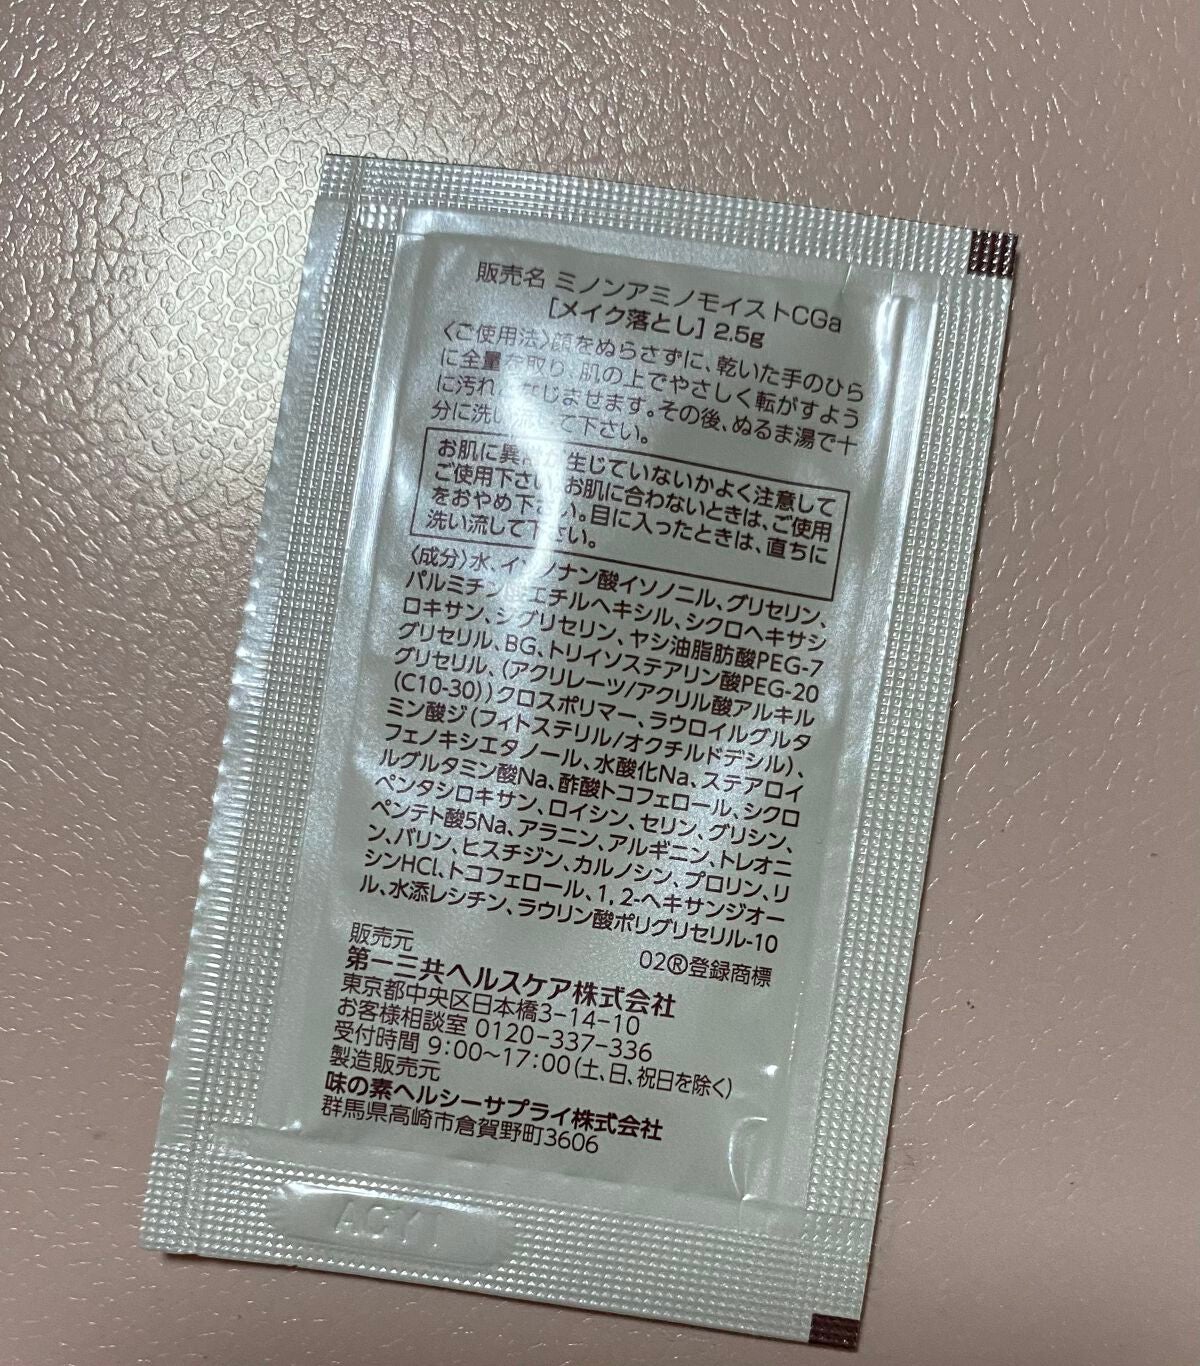 販売名 ミノンアミノモイストCGa
[メイク落とし] 2.5g
〈ご使用法〉顔をぬらさずに、乾いた手のひら
に全量を取り、肌の上でやさしく転がすよう
に汚れとなじませます。その後、ぬるま湯で十
分に洗い流して下さい。
お肌に異常が生じていないかよく注意して
ご使用下さい。お肌に合わないときは、ご使用
をおやめ下さい。目に入ったときは、直ちに
洗い流して下さい。
〈成分〉水、イソノナン酸イソノニル、グリセリン、
パルミチン酸エチルヘキシル、シクロヘキサシ
ロキサン、ジグリセリン、ヤシ油脂肪酸PEG-7
グリセリル、BG、トリイソステアリン酸PEG-20
グリセリル、(アクリレーツ/アクリル酸アルキル
(C10-30))クロスポリマー、ラウロイルグルタ
ミン酸ジ(フィトステリル/オクチルドデシル)、
フェノキシエタノール、水酸化Na、ステアロイ
ルグルタミン酸Na、酢酸トコフェロール、シクロ
ペンタシロキサン、ロイシン、セリン、グリシン、
ペンテト酸5Na、アラニン、アルギニン、トレオニ
ン、バリン、ヒスチジン、カルノシン、プロリン、リ
シンHCl、トコフェロール、1,2-ヘキサンジオー
ル、水添レシチン、ラウリン酸ポリグリセリル-10
02®登録商標
販売元
第一三共ヘルスケア株式会社
東京都中央区日本橋3-14-10
お客様相談室 0120-337-336
受付時間 9:00〜17:00(土、日、祝日を除く)
製造販売元
味の素ヘルシーサプライ株式会社
群馬県高崎市倉賀野町3606